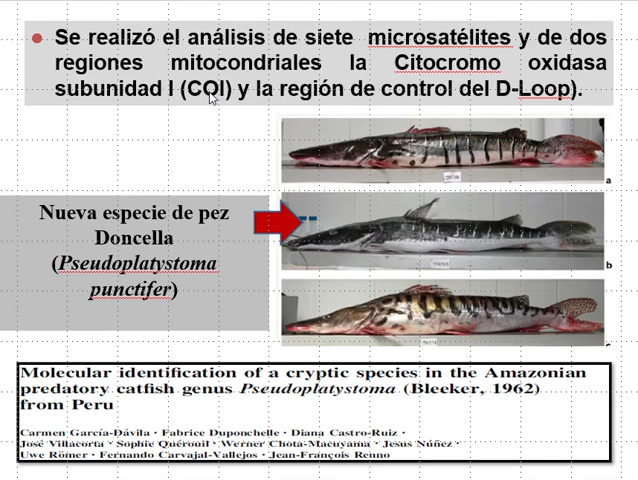 Se realizó el análisis de siete microsatélites y de dos
regiones mitocondriales la Citocromo oxidasa
subunidad I (COI) y la región de control del D-Loop).
a
Nueva especie de pez
Doncella
(Pseudoplatystoma
punctifer)
b
Molecular identification of a cryptic species in the Amazonian
predatory catfish genus Pseudoplatystoma (Bleeker, 1962)
from Peru
Carmen García-Dávila · Fabrice Duponchelle · Diana Castro-Ruiz ·
José Villacorta · Sophie Quérouil · Werner Chota-Macuyama · Jesus Núñez ·
Uwe Römer · Fernando Carvajal-Vallejos · Jean-François Renno